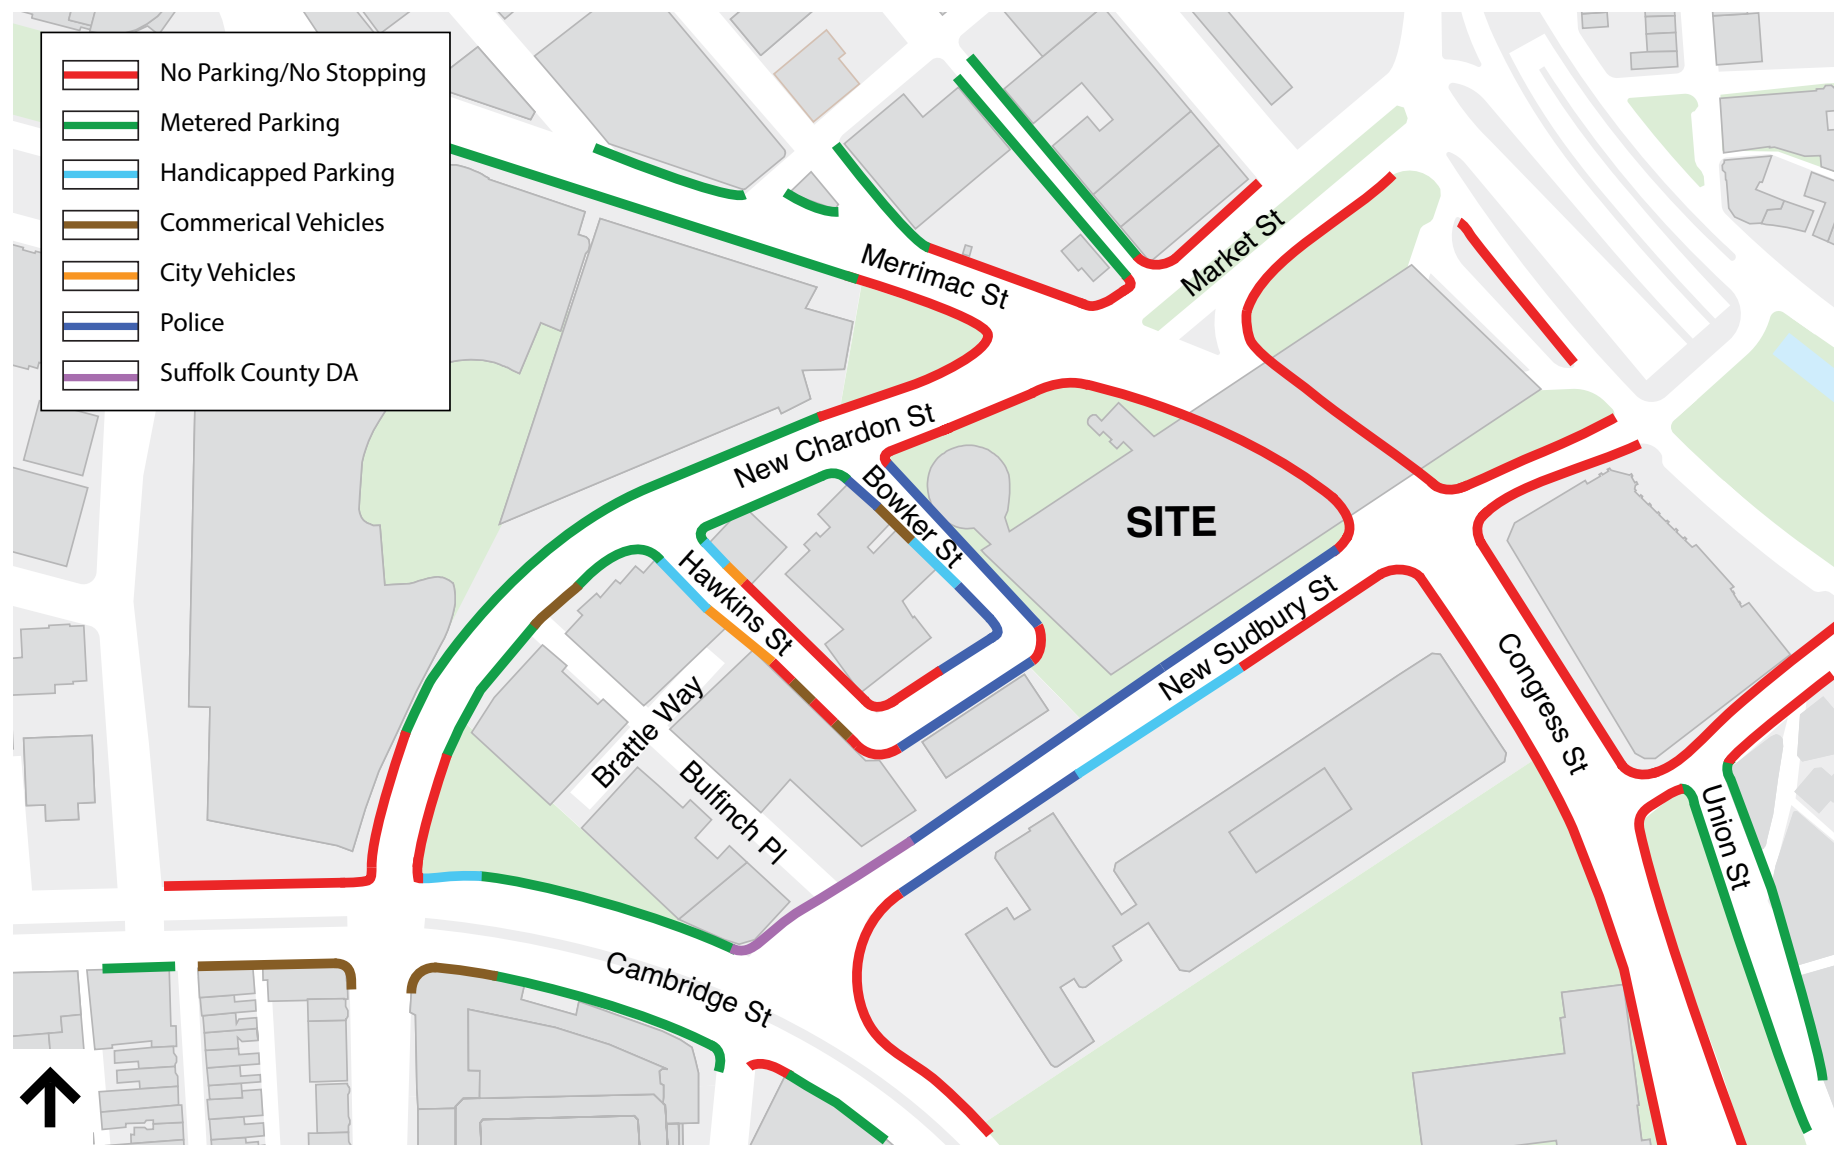 No Parking/No Stopping
Metered Parking
Handicapped Parking
Commerical Vehicles
City Vehicles
Police
Suffolk County DA
Merrimac St
Market St
New Chardon St
Bowker St
SITE
Hawkins St
New Sudbury St
Brattle Way
Congress St
Bulfinch Pl
Union St
Cambridge St